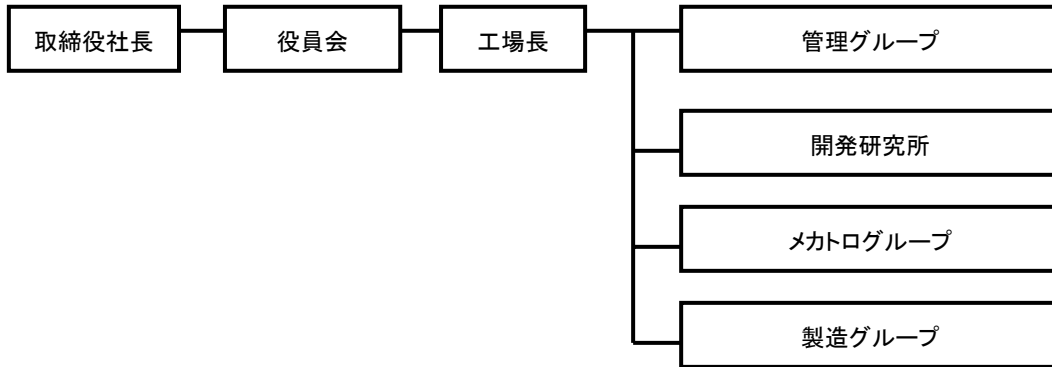 取締役社長
役員会
工場長
管理グループ
開発研究所
メカトログループ
製造グループ